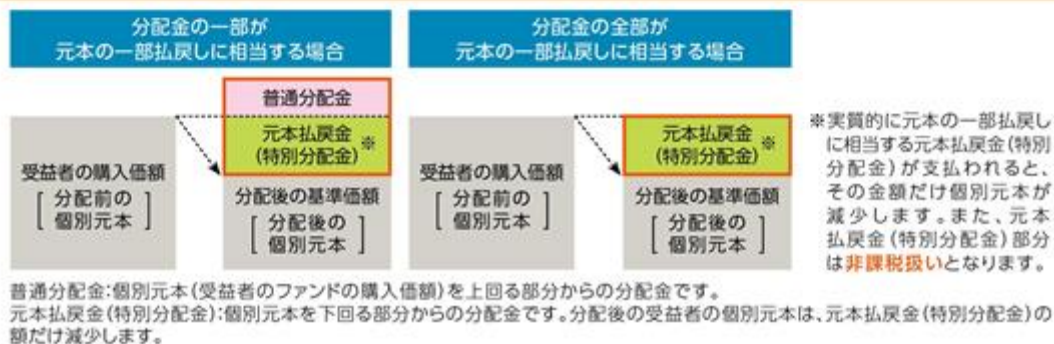 分配金の一部が
元本の一部払戻しに相当する場合
分配金の全部が
元本の一部払戻しに相当する場合
受益者の購入価額
[ 分配前の
個別元本 ]
普通分配金
元本払戻金
(特別分配金) ※
分配後の基準価額
[ 分配後の
個別元本 ]
受益者の購入価額
[ 分配前の
個別元本 ]
元本払戻金
(特別分配金) ※
分配後の基準価額
[ 分配後の
個別元本 ]
※実質的に元本の一部払戻し
に相当する元本払戻金(特別
分配金)が支払われると、
その金額だけ個別元本が
減少します。また、元本
払戻金(特別分配金)部分
は非課税扱いとなります。
普通分配金:個別元本(受益者のファンドの購入価額)を上回る部分からの分配金です。
元本払戻金(特別分配金):個別元本を下回る部分からの分配金です。分配後の受益者の個別元本は、元本払戻金(特別分配金)の
額だけ減少します。